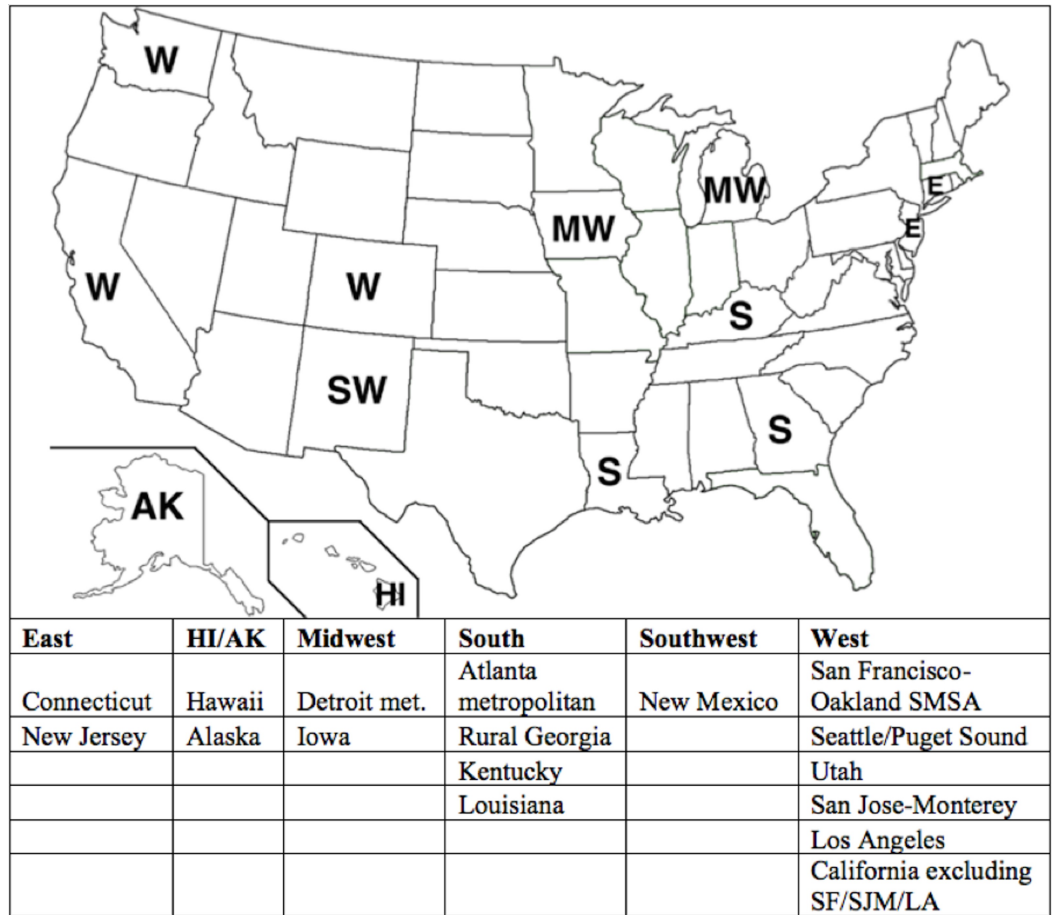 W
MW
E
MW
E
W
W
S
SW
S
S
AK
HI
East HI/AK Midwest South Southwest West
Connecticut Hawaii Detroit met. Atlanta metropolitan New Mexico San Francisco-Oakland SMSA
New Jersey Alaska Iowa Rural Georgia Seattle/Puget Sound
Kentucky Utah
Louisiana San Jose-Monterey
Los Angeles
California excluding
SF/SJM/LA